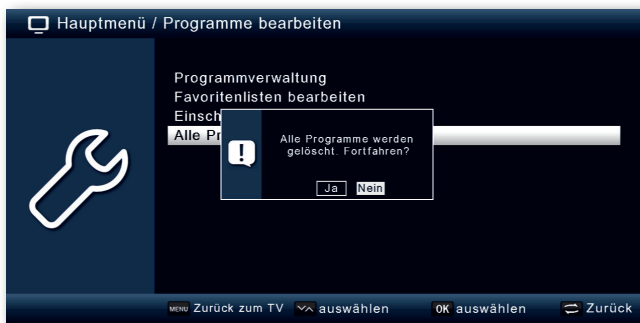 Hauptmenü / Programme bearbeiten
Programmverwaltung
Favoritenlisten bearbeiten
Einsch
Alle Pr
Alle Programme werden
gelöscht. Fortfahren?
Ja Nein
MENU Zurück zum TV auswählen OK auswählen Zurück